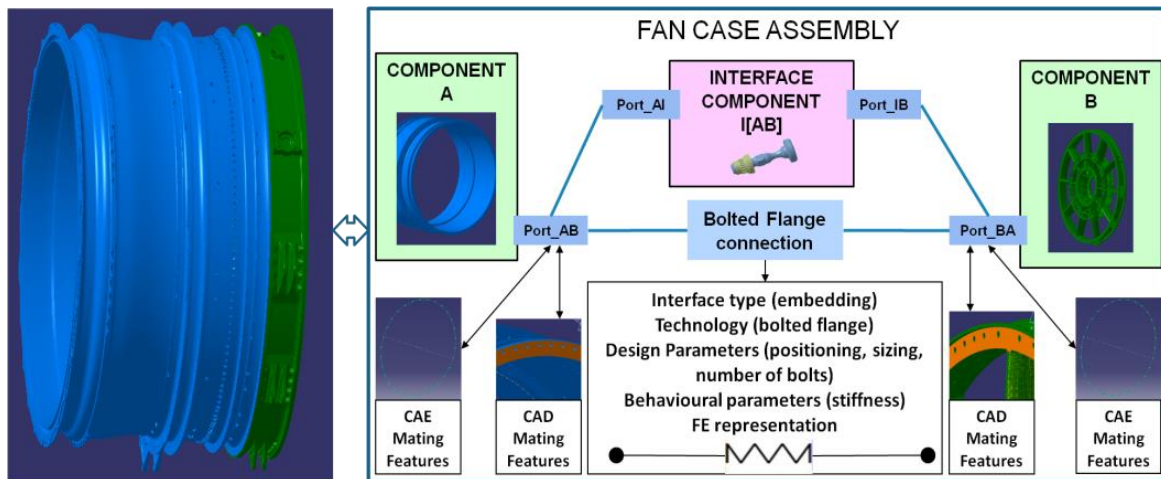 FAN CASE ASSEMBLY
COMPONENT
A
Port_AI
INTERFACE
COMPONENT
I[AB]
Port_IB
COMPONENT
B
Port_AB
Bolted Flange
connection
Port_BA
Interface type (embedding)
Technology (bolted flange)
Design Parameters (positioning, sizing,
number of bolts)
Behavioural parameters (stiffness)
FE representation
CAE
Mating
Features
CAD
Mating
Features
CAD
Mating
Features
CAE
Mating
Features